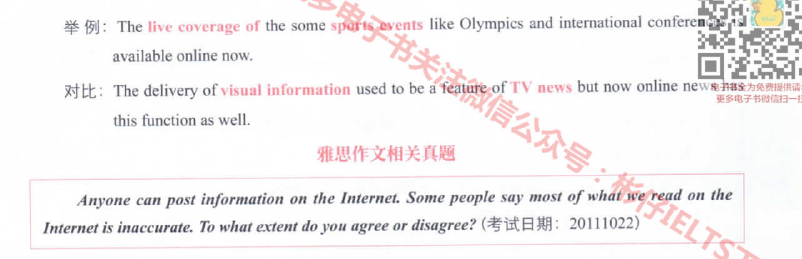 举例：The live coverage of the some sports events like Olympics and international conferences is
available online now.
对比：The delivery of visual information used to be a feature of TV news but now online news has
this function as well.
电子书全为免费提供请
更多电子书微信扫一扫
雅思作文相关真题
Anyone can post information on the Internet. Some people say most of what we read on the
Internet is inaccurate. To what extent do you agree or disagree? (考试日期：20111022)
多电子书关注微信公众号：彬仔IELTST